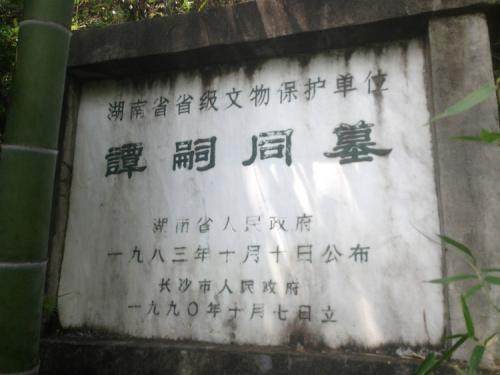 湖南省省级文物保护单位
譚嗣同墓
湖南省人民政府
一九八三年十月十日公布
长沙市人民政府
一九九〇年十月七日立